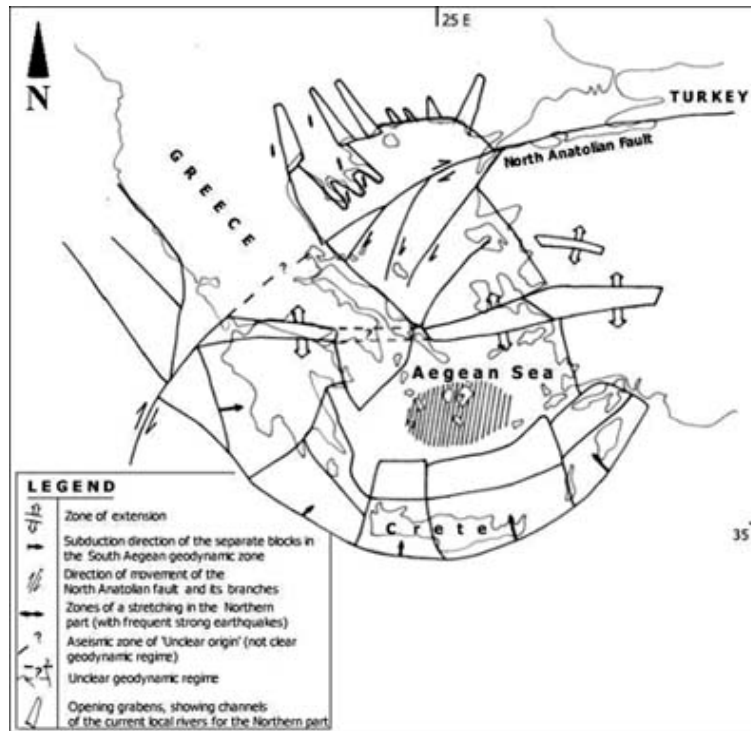 25 E
N
TURKEY
North Anatolian Fault
GREECE
?
?
Aegean Sea
Crete
35
LEGEND
Zone of extension
Subduction direction of the separate blocks in
the South Aegean geodynamic zone
Direction of movement of the
North Anatolian fault and its branches
Zones of a stretching in the Northern
part (with frequent strong earthquakes)
?
Aseismic zone of 'Unclear origin' (not clear
geodynamic regime)
?
Unclear geodynamic regime
Opening grabens, showing channels
of the current local rivers for the Northern part